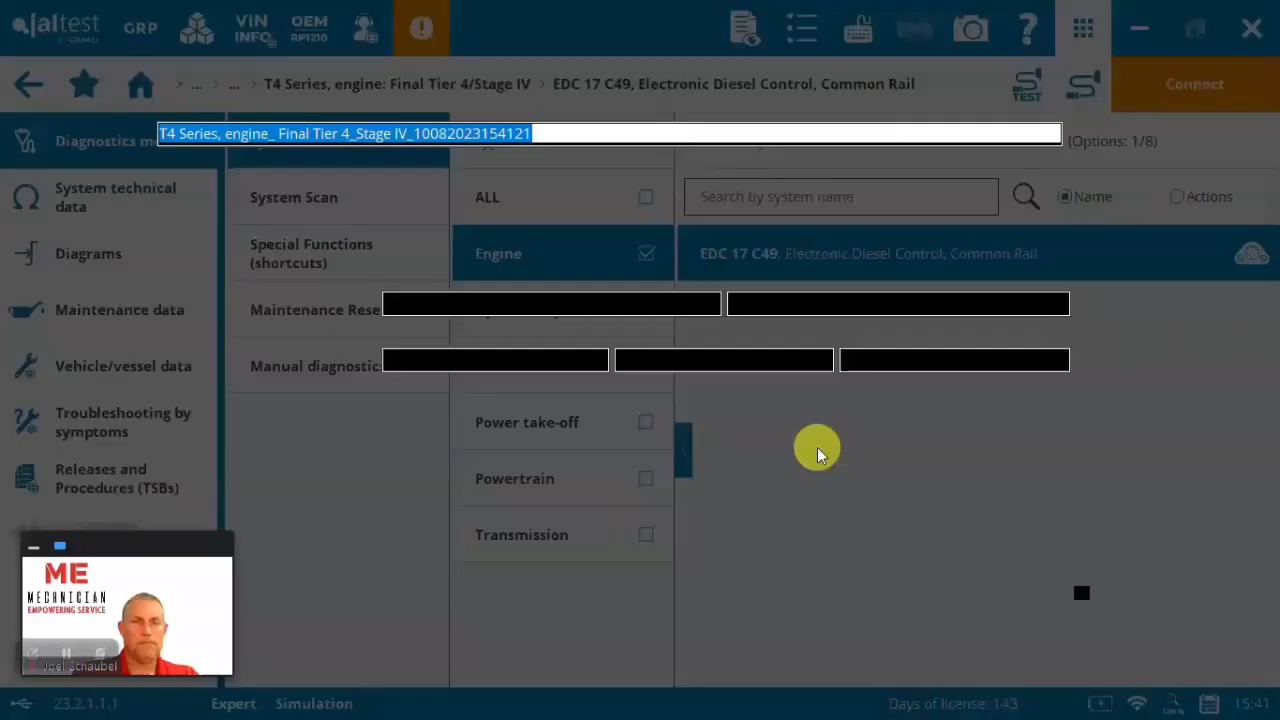 jaltest
GRP
VIN
INFO
OEM
RPT210
?
... > ... > T4 Series, engine: Final Tier 4/Stage IV > EDC 17 C49, Electronic Diesel Control, Common Rail
TEST
Connect
Diagnostics m
T4 Series, engine_ Final Tier 4_Stage IV_10082023154121
(Options: 1/8)
System technical
data
System Scan
ALL
Search by system name
Name
Actions
Diagrams
Special Functions
(shortcuts)
Engine
EDC 17 C49, Electronic Diesel Control, Common Rail
Maintenance data
Maintenance Rese
Vehicle/vessel data
Manual diagnostic
Troubleshooting by
symptoms
Power take-off
Releases and
Procedures (TSBs)
Powertrain
Transmission
ME
MECHNICIAN
EMPOWERING SERVICE
Joel Schaubel
23.2.1.1.1
Expert
Simulation
Days of license: 143
100 %
15:41